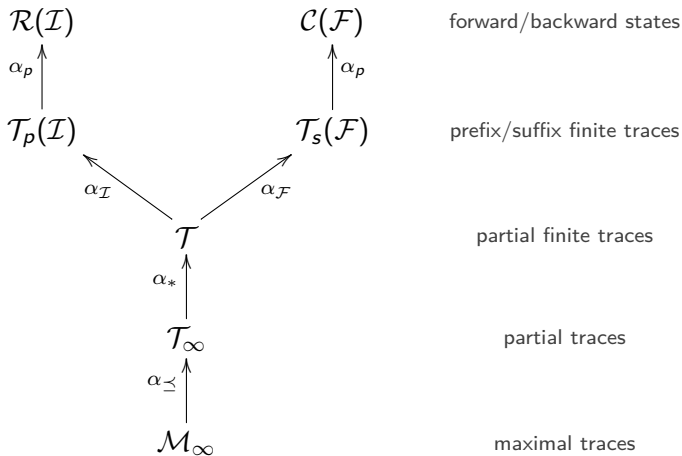 𝓡(𝓘) 𝓒(𝓕) forward/backward states
α_p α_p
𝓣_p(𝓘) 𝓣_s(𝓕) prefix/suffix finite traces
α_𝓘 α_𝓕
𝓣 partial finite traces
α_*
𝓣_∞ partial traces
α_⪯
𝓜_∞ maximal traces